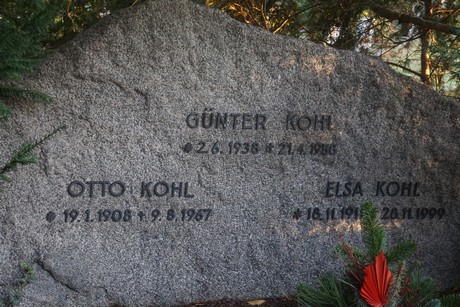 GÜNTER KOHL
* 2.6.1938 + 21.4.1988
OTTO KOHL
* 19.1.1908 + 9.8.1967
ELSA KOHL
28.11.1999